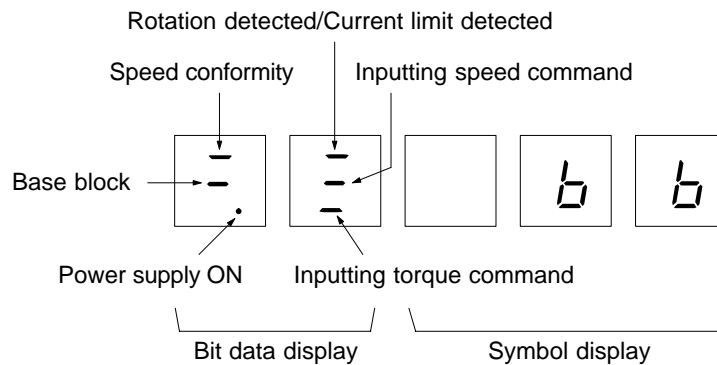 Rotation detected/Current limit detected
Speed conformity
Inputting speed command
Base block
b b
Power supply ON
Inputting torque command
Bit data display
Symbol display